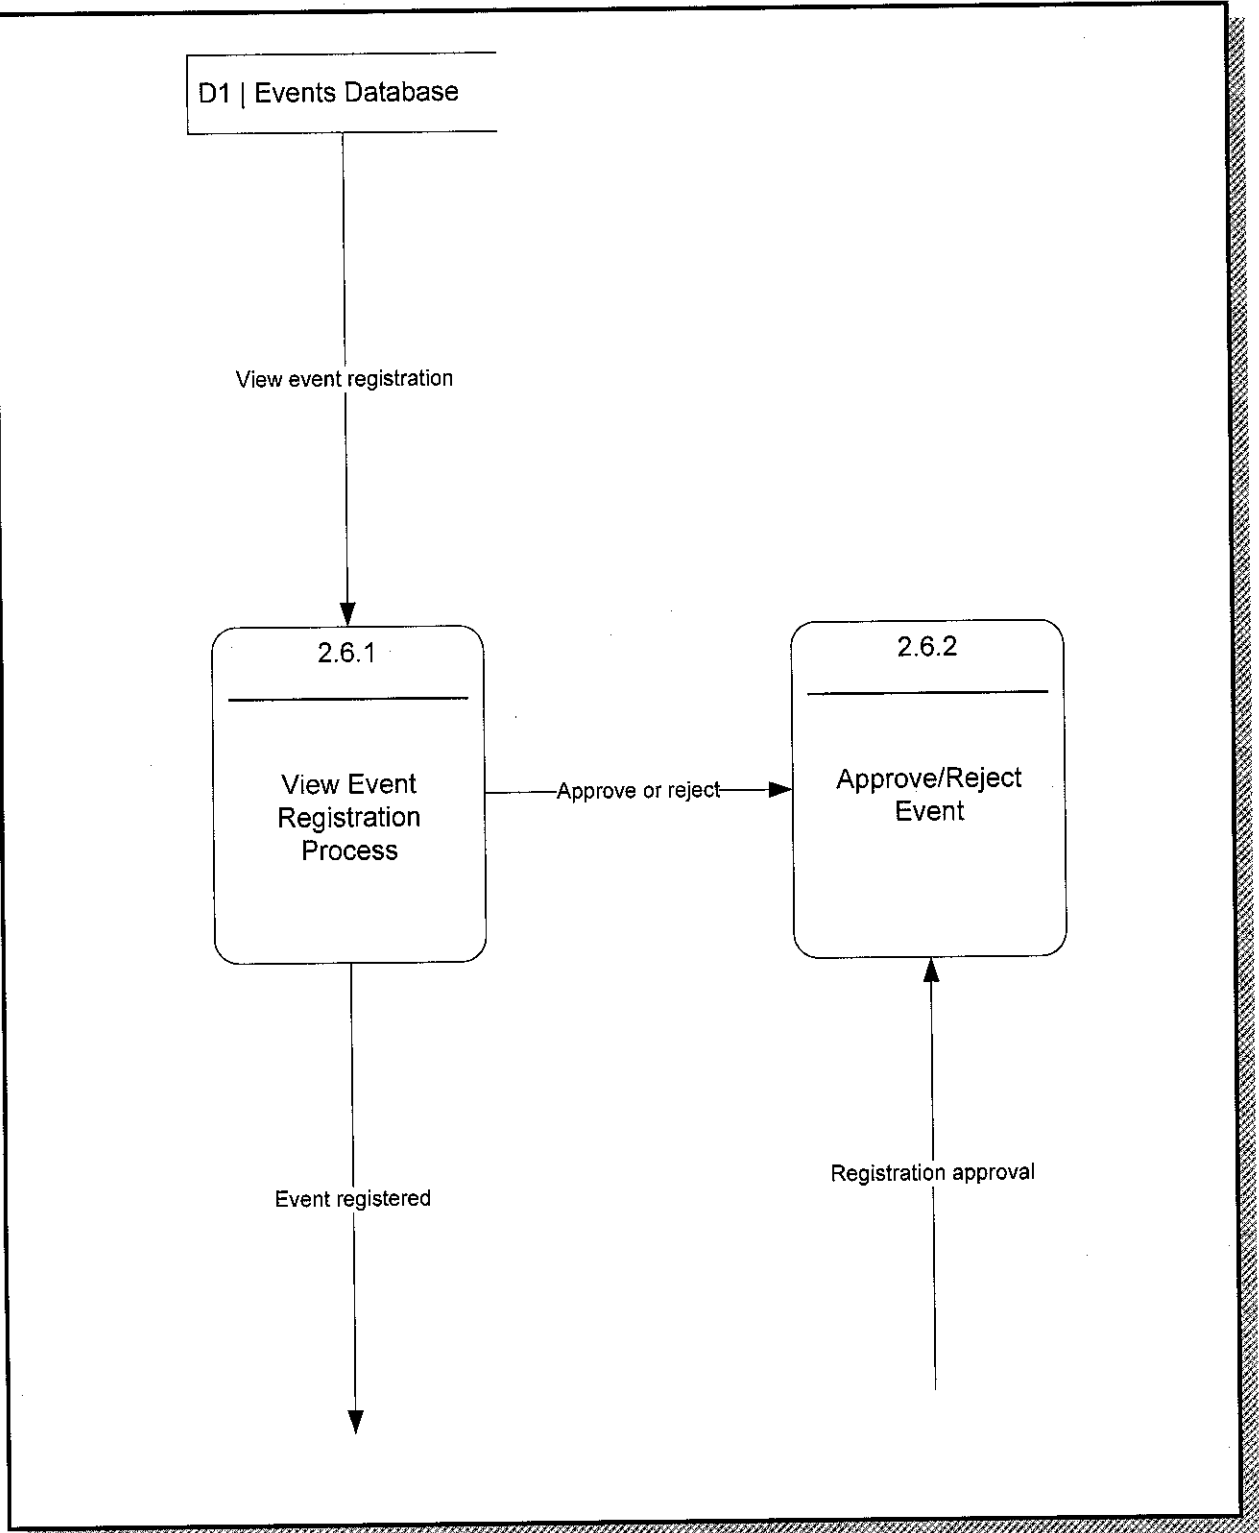 D1 | Events Database
View event registration
2.6.1
View Event
Registration
Process
Approve or reject
2.6.2
Approve/Reject
Event
Event registered
Registration approval